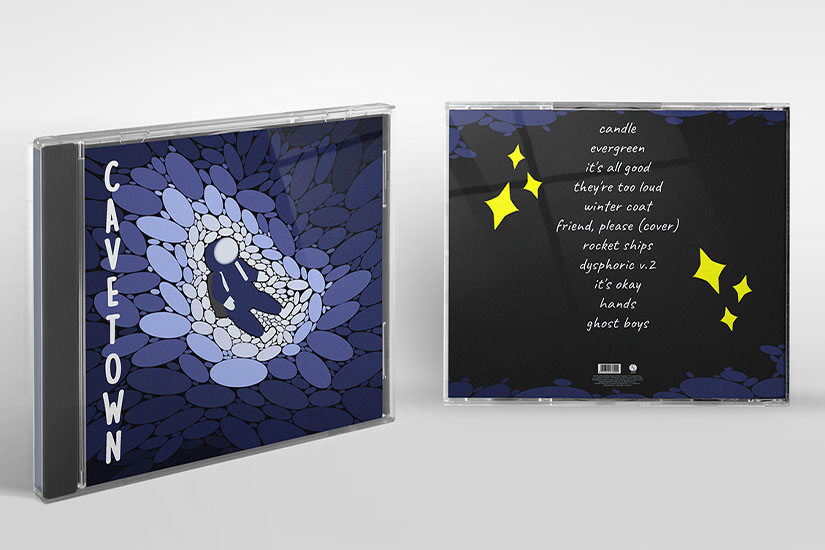 CAVETOWN
candle
evergreen
it's all good
they're too loud
winter coat
friend, please (cover)
rocket ships
dysphoric v.2
it's okay
hands
ghost boys